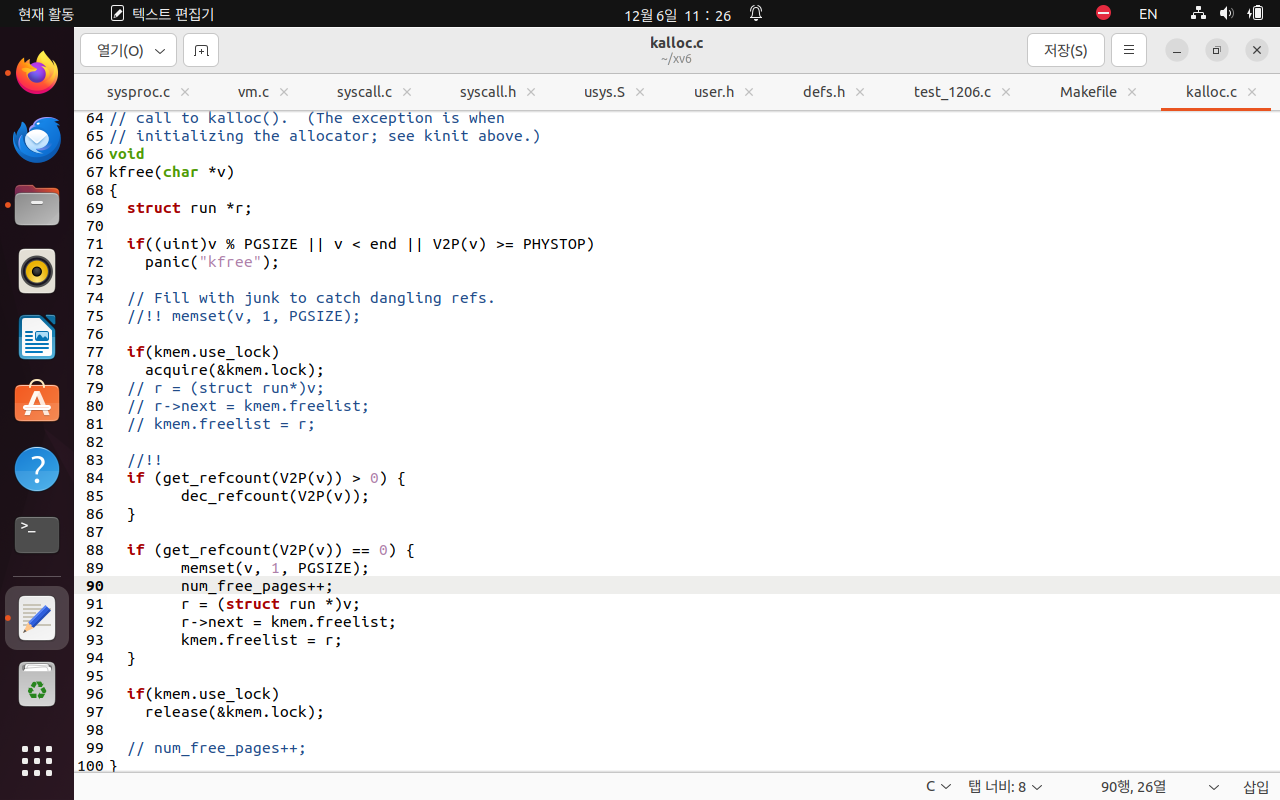 현재 활동 텍스트 편집기 12월 6일 11 : 26 EN
열기(O) kalloc.c 저장(S)
~/xv6
sysproc.c vm.c syscall.c syscall.h usys.S user.h defs.h test_1206.c Makefile kalloc.c
64 // call to kalloc().  (The exception is when
65 // initializing the allocator; see kinit above.)
66 void
67 kfree(char *v)
68 {
69   struct run *r;
70
71   if((uint)v % PGSIZE || v < end || V2P(v) >= PHYSTOP)
72     panic("kfree");
73
74   // Fill with junk to catch dangling refs.
75   //!! memset(v, 1, PGSIZE);
76
77   if(kmem.use_lock)
78     acquire(&kmem.lock);
79   // r = (struct run*)v;
80   // r->next = kmem.freelist;
81   // kmem.freelist = r;
82
83   //!!
84   if (get_refcount(V2P(v)) > 0) {
85         dec_refcount(V2P(v));
86   }
87
88   if (get_refcount(V2P(v)) == 0) {
89         memset(v, 1, PGSIZE);
90         num_free_pages++;
91         r = (struct run *)v;
92         r->next = kmem.freelist;
93         kmem.freelist = r;
94   }
95
96   if(kmem.use_lock)
97     release(&kmem.lock);
98
99   // num_free_pages++;
100 }
C 탭 너비: 8 90행, 26열 삽입